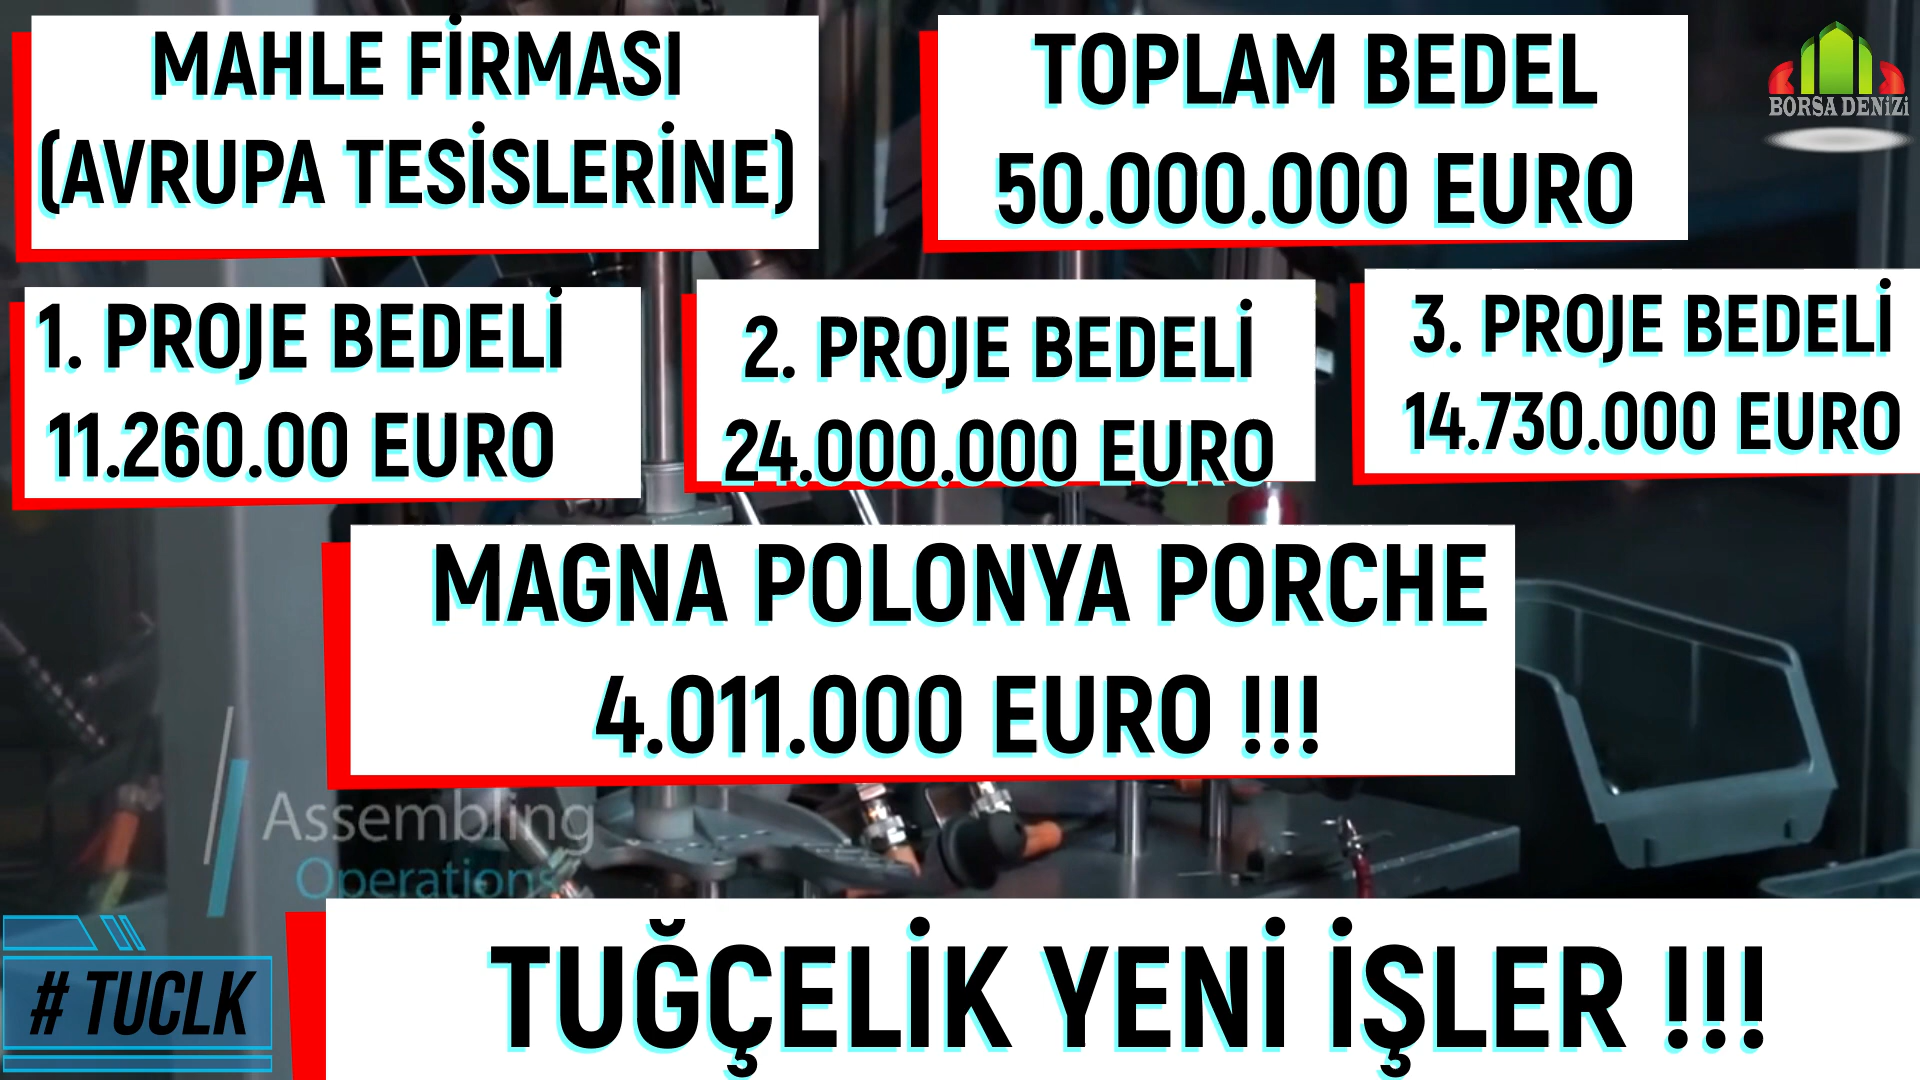 MAHLE FİRMASI
(AVRUPA TESİSLERİNE)
TOPLAM BEDEL
50.000.000 EURO
BORSA DENİZİ
1. PROJE BEDELİ
11.260.00 EURO
2. PROJE BEDELİ
24.000.000 EURO
3. PROJE BEDELİ
14.730.000 EURO
MAGNA POLONYA PORCHE
4.011.000 EURO !!!
Assembling
Operations
# TUCLK
TUĞÇELİK YENİ İŞLER !!!